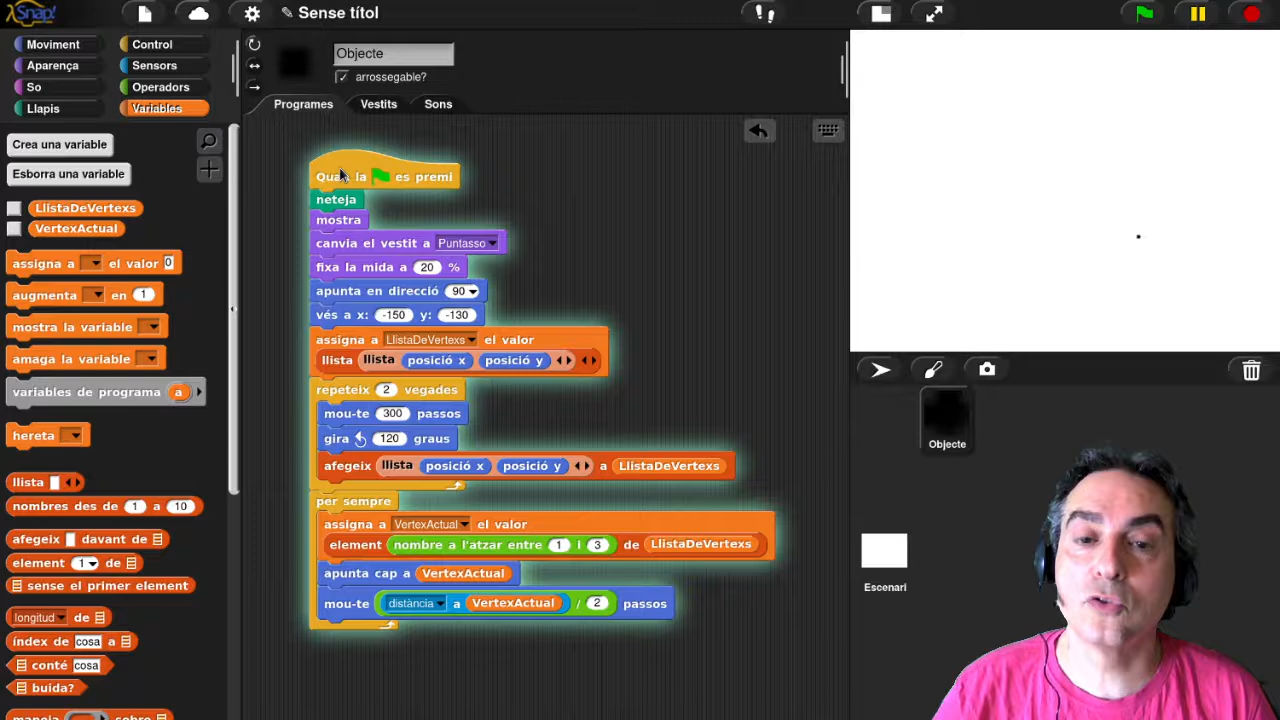 Snap!
Sense títol
Moviment
Control
Aparença
Sensors
So
Operadors
Llapis
Variables
Objecte
arrossegable?
Programes
Vestits
Sons
Crea una variable
Esborra una variable
LlistaDeVertexs
VertexActual
assigna a el valor 0
augmenta en 1
mostra la variable
amaga la variable
variables de programa a
hereta
llista
nombres des de 1 a 10
afegeix davant de
element 1 de
sense el primer element
longitud de
índex de cosa a
conté cosa
buida?
maneja sobre
Quan la es premi
neteja
mostra
canvia el vestit a Puntasso
fixa la mida a 20 %
apunta en direcció 90
vés a x: -150 y: -130
assigna a LlistaDeVertexs el valor
llista llista posició x posició y
repeteix 2 vegades
mou-te 300 passos
gira 120 graus
afegeix llista posició x posició y a LlistaDeVertexs
per sempre
assigna a VertexActual el valor
element nombre a l'atzar entre 1 i 3 de LlistaDeVertexs
apunta cap a VertexActual
mou-te distància a VertexActual / 2 passos
Objecte
Escenari